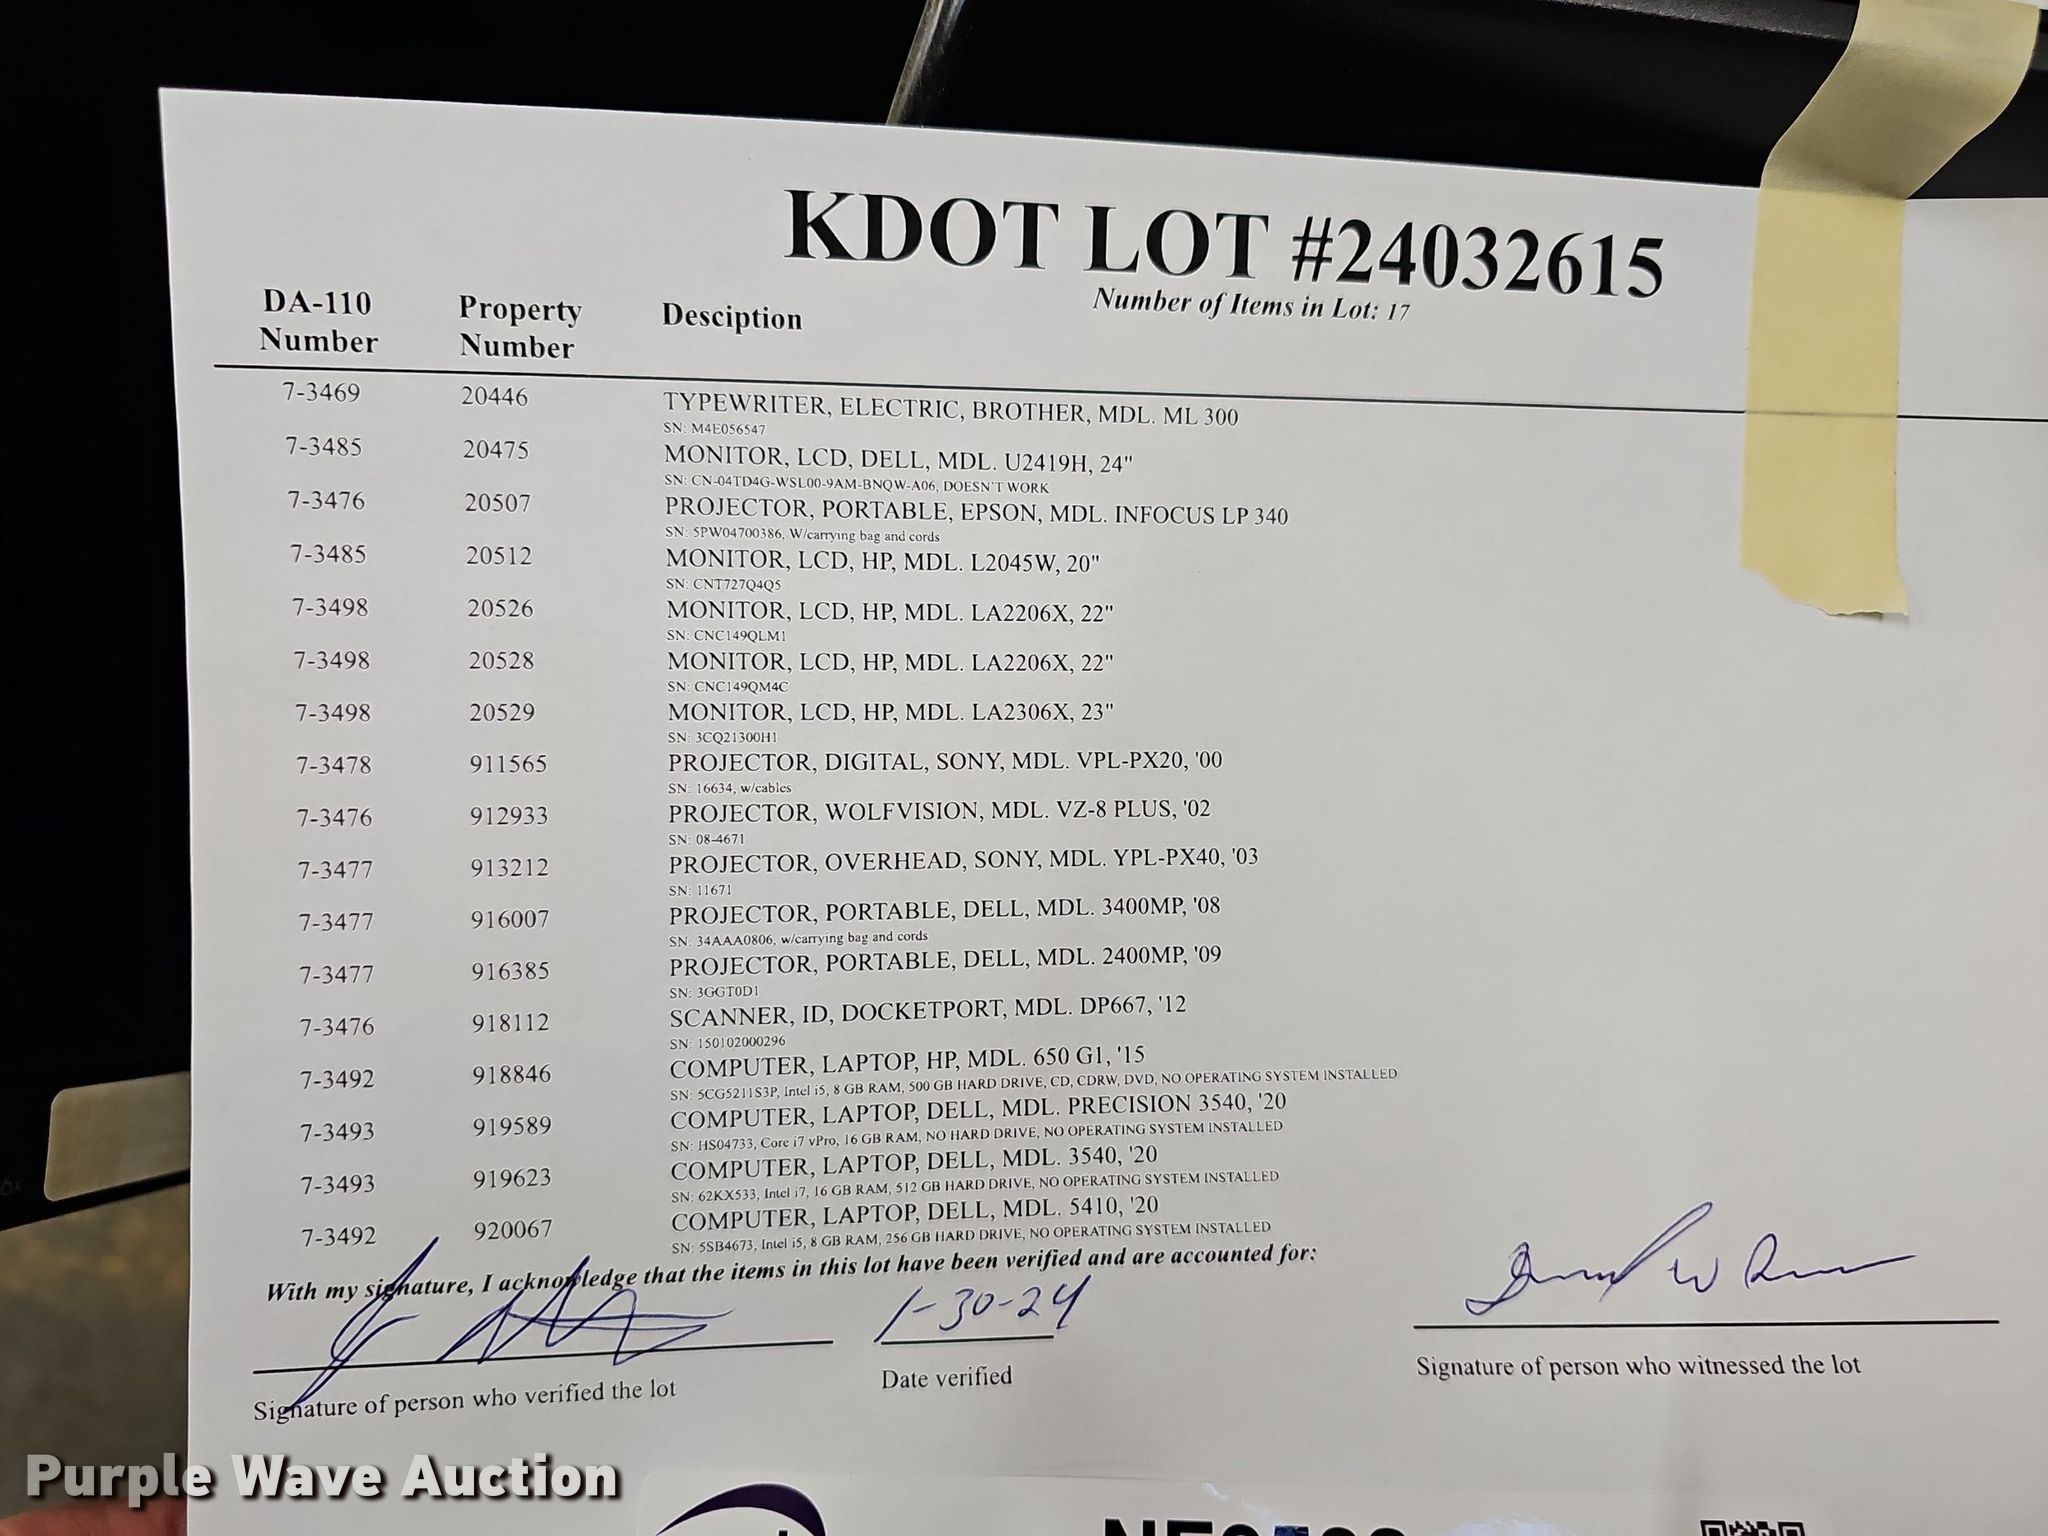 KDOT LOT #24032615
Number of Items in Lot: 17
DA-110 Number Property Number Desciption
7-3469 20446 TYPEWRITER, ELECTRIC, BROTHER, MDL. ML 300
SN: M4E056547
7-3485 20475 MONITOR, LCD, DELL, MDL. U2419H, 24"
SN: CN-04TD4G-WSL00-9AM-BNQW-A06, DOESN'T WORK
7-3476 20507 PROJECTOR, PORTABLE, EPSON, MDL. INFOCUS LP 340
SN: 5PW04700386, W/carrying bag and cords
7-3485 20512 MONITOR, LCD, HP, MDL. L2045W, 20"
SN: CNT727Q4Q5
7-3498 20526 MONITOR, LCD, HP, MDL. LA2206X, 22"
SN: CNC149QLM1
7-3498 20528 MONITOR, LCD, HP, MDL. LA2206X, 22"
SN: CNC149QM4C
7-3498 20529 MONITOR, LCD, HP, MDL. LA2306X, 23"
SN: 3CQ21300H1
7-3478 911565 PROJECTOR, DIGITAL, SONY, MDL. VPL-PX20, '00
SN: 16634, w/cables
7-3476 912933 PROJECTOR, WOLFVISION, MDL. VZ-8 PLUS, '02
SN: 08-4671
7-3477 913212 PROJECTOR, OVERHEAD, SONY, MDL. YPL-PX40, '03
SN: 11671
7-3477 916007 PROJECTOR, PORTABLE, DELL, MDL. 3400MP, '08
SN: 34AAA0806, w/carrying bag and cords
7-3477 916385 PROJECTOR, PORTABLE, DELL, MDL. 2400MP, '09
SN: 3GGT0D1
7-3476 918112 SCANNER, ID, DOCKETPORT, MDL. DP667, '12
SN: 150102000296
7-3492 918846 COMPUTER, LAPTOP, HP, MDL. 650 G1, '15
SN: 5CG5211S3P, Intel i5, 8 GB RAM, 500 GB HARD DRIVE, CD, CDRW, DVD, NO OPERATING SYSTEM INSTALLED
7-3493 919589 COMPUTER, LAPTOP, DELL, MDL. PRECISION 3540, '20
SN: HS04733, Core i7 vPro, 16 GB RAM, NO HARD DRIVE, NO OPERATING SYSTEM INSTALLED
7-3493 919623 COMPUTER, LAPTOP, DELL, MDL. 3540, '20
SN: 62KX533, Intel i7, 16 GB RAM, 512 GB HARD DRIVE, NO OPERATING SYSTEM INSTALLED
7-3492 920067 COMPUTER, LAPTOP, DELL, MDL. 5410, '20
SN: 5SB4673, Intel i5, 8 GB RAM, 256 GB HARD DRIVE, NO OPERATING SYSTEM INSTALLED
With my signature, I acknowledge that the items in this lot have been verified and are accounted for:
1-30-24
Signature of person who verified the lot Date verified Signature of person who witnessed the lot
Purple Wave Auction